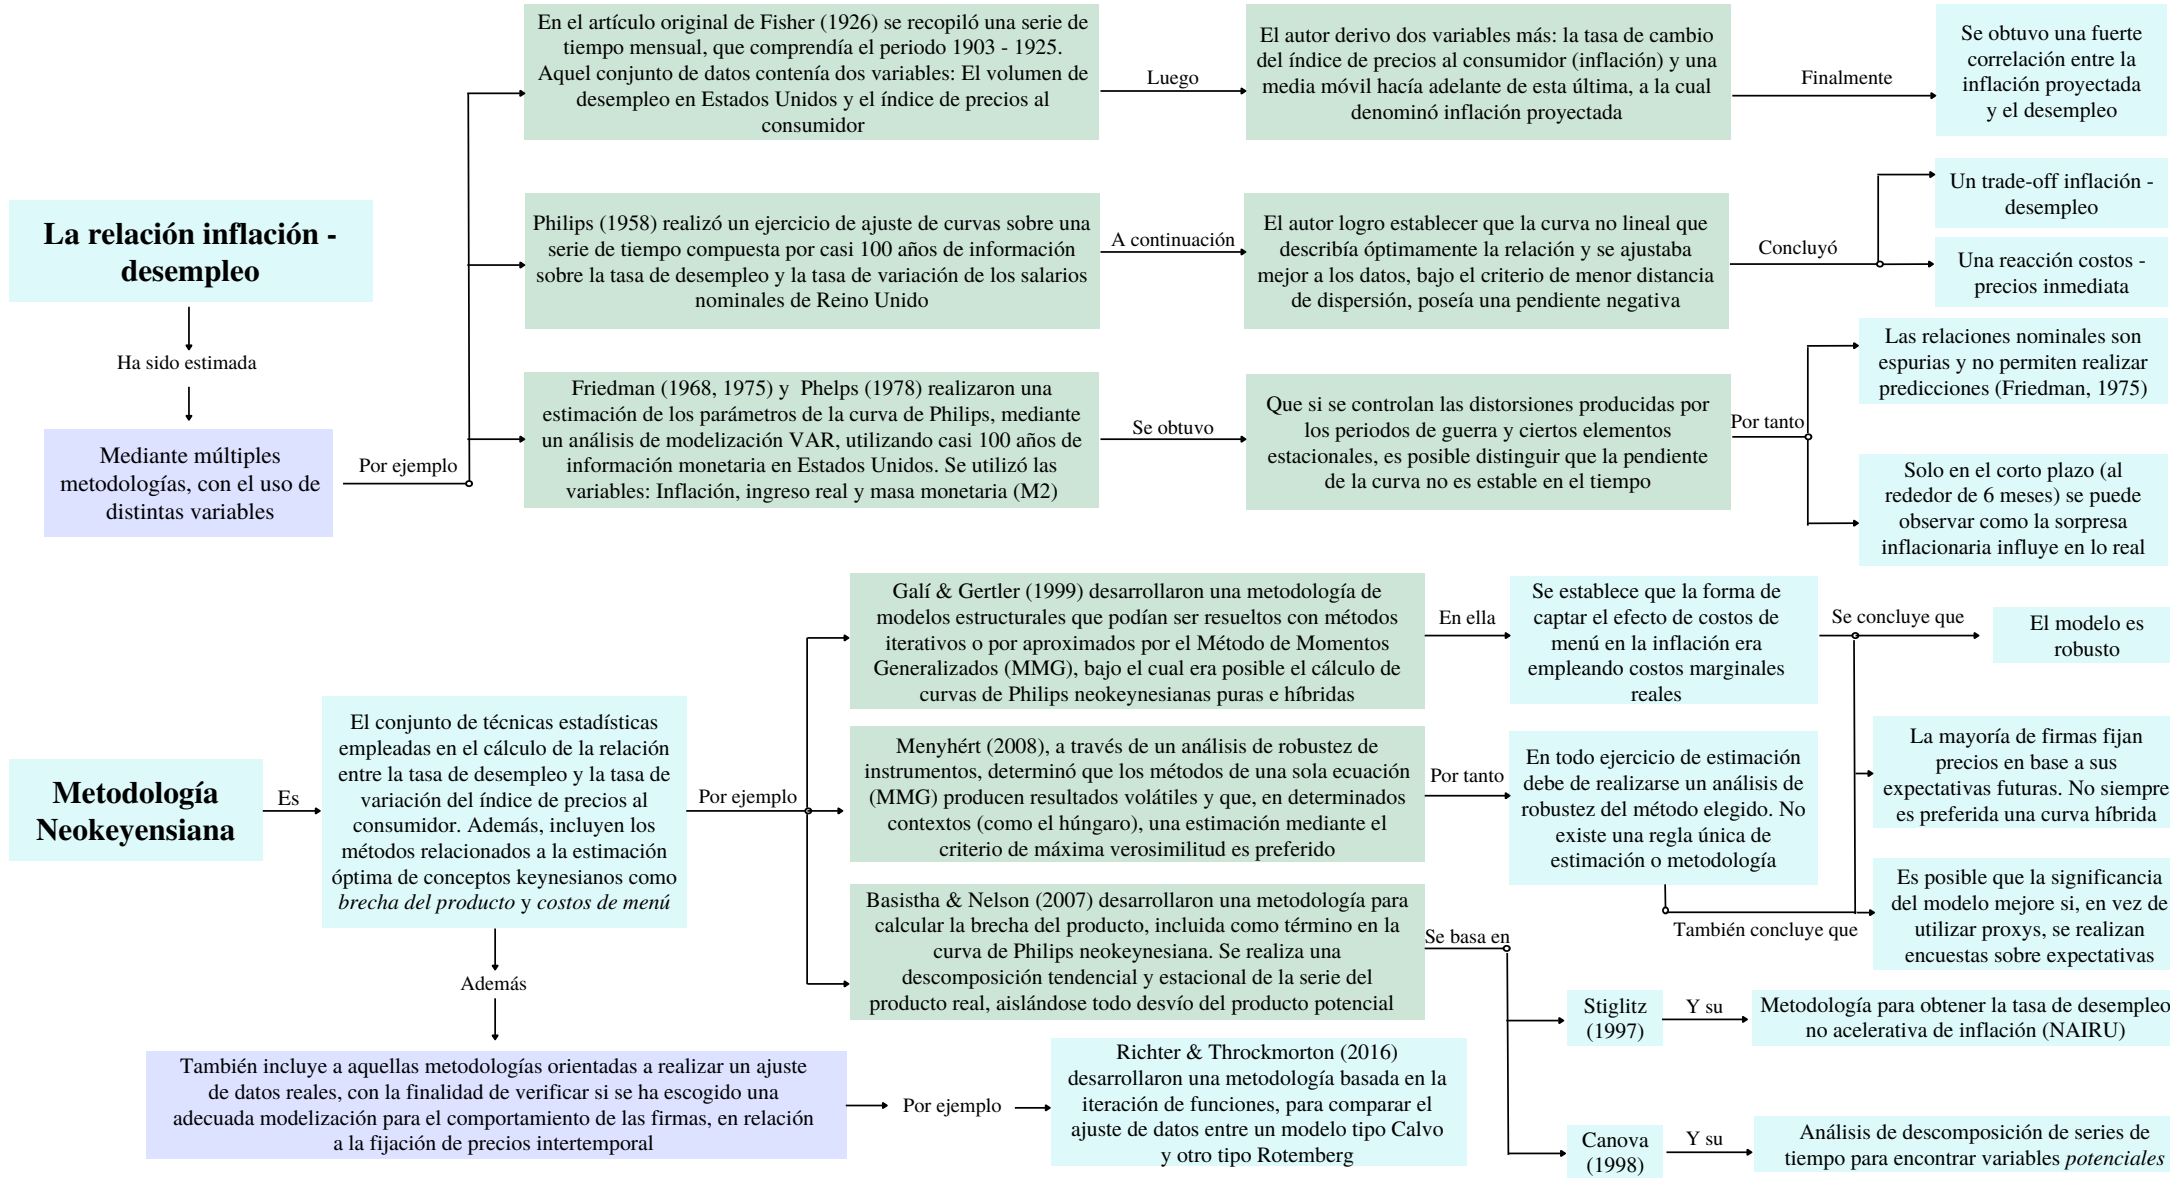 En el artículo original de Fisher (1926) se recopiló una serie de
tiempo mensual, que comprendía el periodo 1903 - 1925.
Aquel conjunto de datos contenía dos variables: El volumen de
desempleo en Estados Unidos y el índice de precios al
consumidor
Luego
El autor derivo dos variables más: la tasa de cambio
del índice de precios al consumidor (inflación) y una
media móvil hacía adelante de esta última, a la cual
denominó inflación proyectada
Finalmente
Se obtuvo una fuerte
correlación entre la
inflación proyectada
y el desempleo
La relación inflación -
desempleo
Ha sido estimada
Mediante múltiples
metodologías, con el uso de
distintas variables
Por ejemplo
Philips (1958) realizó un ejercicio de ajuste de curvas sobre una
serie de tiempo compuesta por casi 100 años de información
sobre la tasa de desempleo y la tasa de variación de los salarios
nominales de Reino Unido
A continuación
El autor logro establecer que la curva no lineal que
describía óptimamente la relación y se ajustaba
mejor a los datos, bajo el criterio de menor distancia
de dispersión, poseía una pendiente negativa
Concluyó
Un trade-off inflación -
desempleo
Una reacción costos -
precios inmediata
Friedman (1968, 1975) y Phelps (1978) realizaron una
estimación de los parámetros de la curva de Philips, mediante
un análisis de modelización VAR, utilizando casi 100 años de
información monetaria en Estados Unidos. Se utilizó las
variables: Inflación, ingreso real y masa monetaria (M2)
Se obtuvo
Que si se controlan las distorsiones producidas por
los periodos de guerra y ciertos elementos
estacionales, es posible distinguir que la pendiente
de la curva no es estable en el tiempo
Por tanto
Las relaciones nominales son
espurias y no permiten realizar
predicciones (Friedman, 1975)
Solo en el corto plazo (al
rededor de 6 meses) se puede
observar como la sorpresa
inflacionaria influye en lo real
Metodología
Neokeyensiana
Es
El conjunto de técnicas estadísticas
empleadas en el cálculo de la relación
entre la tasa de desempleo y la tasa de
variación del índice de precios al
consumidor. Además, incluyen los
métodos relacionados a la estimación
óptima de conceptos keynesianos como
brecha del producto y costos de menú
Por ejemplo
Galí & Gertler (1999) desarrollaron una metodología de
modelos estructurales que podían ser resueltos con métodos
iterativos o por aproximados por el Método de Momentos
Generalizados (MMG), bajo el cual era posible el cálculo de
curvas de Philips neokeynesianas puras e híbridas
En ella
Se establece que la forma de
captar el efecto de costos de
menú en la inflación era
empleando costos marginales
reales
Se concluye que
El modelo es
robusto
La mayoría de firmas fijan
precios en base a sus
expectativas futuras. No siempre
es preferida una curva híbrida
Menyhért (2008), a través de un análisis de robustez de
instrumentos, determinó que los métodos de una sola ecuación
(MMG) producen resultados volátiles y que, en determinados
contextos (como el húngaro), una estimación mediante el
criterio de máxima verosimilitud es preferido
Por tanto
En todo ejercicio de estimación
debe de realizarse un análisis de
robustez del método elegido. No
existe una regla única de
estimación o metodología
También concluye que
Es posible que la significancia
del modelo mejore si, en vez de
utilizar proxys, se realizan
encuestas sobre expectativas
Basistha & Nelson (2007) desarrollaron una metodología para
calcular la brecha del producto, incluida como término en la
curva de Philips neokeynesiana. Se realiza una
descomposición tendencial y estacional de la serie del
producto real, aislándose todo desvío del producto potencial
Se basa en
Stiglitz
(1997)
Y su
Metodología para obtener la tasa de desempleo
no acelerativa de inflación (NAIRU)
Canova
(1998)
Y su
Análisis de descomposición de series de
tiempo para encontrar variables potenciales
Además
También incluye a aquellas metodologías orientadas a realizar un ajuste
de datos reales, con la finalidad de verificar si se ha escogido una
adecuada modelización para el comportamiento de las firmas, en relación
a la fijación de precios intertemporal
Por ejemplo
Richter & Throckmorton (2016)
desarrollaron una metodología basada en la
iteración de funciones, para comparar el
ajuste de datos entre un modelo tipo Calvo
y otro tipo Rotemberg